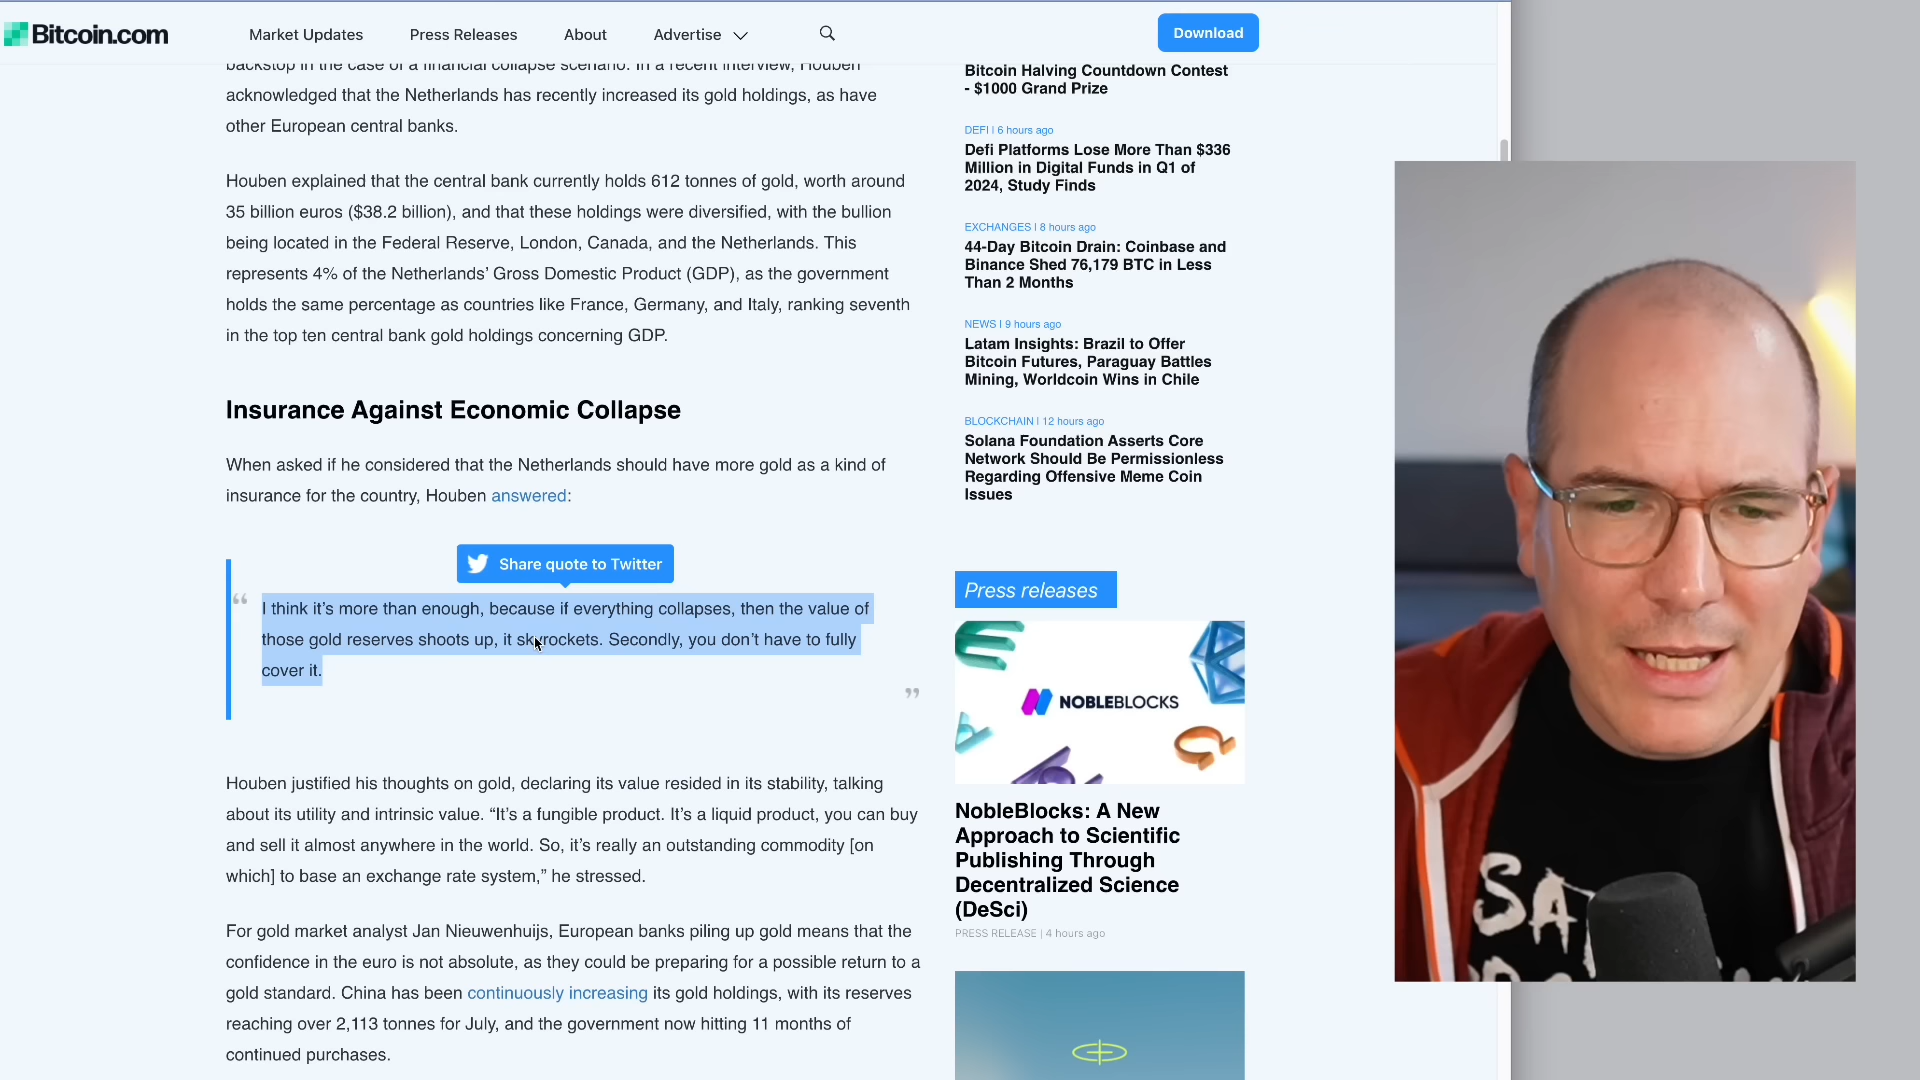 Bitcoin.com
Market Updates
Press Releases
About
Advertise
Download
backstop in the case of a financial collapse scenario. In a recent interview, Houben
acknowledged that the Netherlands has recently increased its gold holdings, as have
other European central banks.
Houben explained that the central bank currently holds 612 tonnes of gold, worth around
35 billion euros ($38.2 billion), and that these holdings were diversified, with the bullion
being located in the Federal Reserve, London, Canada, and the Netherlands. This
represents 4% of the Netherlands’ Gross Domestic Product (GDP), as the government
holds the same percentage as countries like France, Germany, and Italy, ranking seventh
in the top ten central bank gold holdings concerning GDP.
Insurance Against Economic Collapse
When asked if he considered that the Netherlands should have more gold as a kind of
insurance for the country, Houben answered:
Share quote to Twitter
“
I think it’s more than enough, because if everything collapses, then the value of
those gold reserves shoots up, it skyrockets. Secondly, you don’t have to fully
cover it.
”
Houben justified his thoughts on gold, declaring its value resided in its stability, talking
about its utility and intrinsic value. “It’s a fungible product. It’s a liquid product, you can buy
and sell it almost anywhere in the world. So, it’s really an outstanding commodity [on
which] to base an exchange rate system,” he stressed.
For gold market analyst Jan Nieuwenhuijs, European banks piling up gold means that the
confidence in the euro is not absolute, as they could be preparing for a possible return to a
gold standard. China has been continuously increasing its gold holdings, with its reserves
reaching over 2,113 tonnes for July, and the government now hitting 11 months of
continued purchases.
Bitcoin Halving Countdown Contest
- $1000 Grand Prize
DEFI | 6 hours ago
Defi Platforms Lose More Than $336
Million in Digital Funds in Q1 of
2024, Study Finds
EXCHANGES | 8 hours ago
44-Day Bitcoin Drain: Coinbase and
Binance Shed 76,179 BTC in Less
Than 2 Months
NEWS | 9 hours ago
Latam Insights: Brazil to Offer
Bitcoin Futures, Paraguay Battles
Mining, Worldcoin Wins in Chile
BLOCKCHAIN | 12 hours ago
Solana Foundation Asserts Core
Network Should Be Permissionless
Regarding Offensive Meme Coin
Issues
Press releases
NOBLEBLOCKS
NobleBlocks: A New
Approach to Scientific
Publishing Through
Decentralized Science
(DeSci)
PRESS RELEASE | 4 hours ago